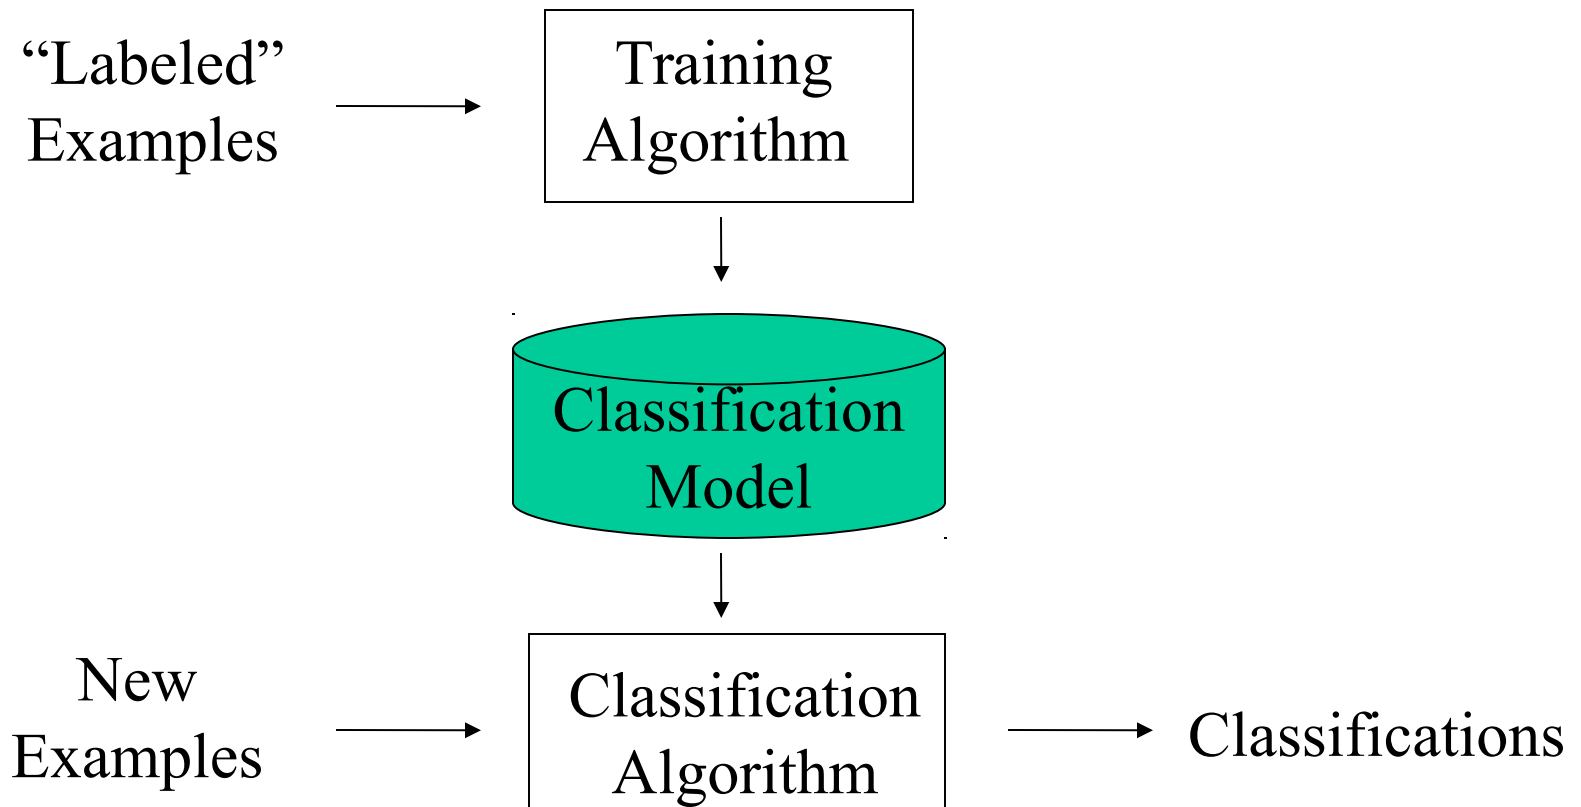 “Labeled”
Examples
Training
Algorithm
Classification
Model
New
Examples
Classification
Algorithm
Classifications